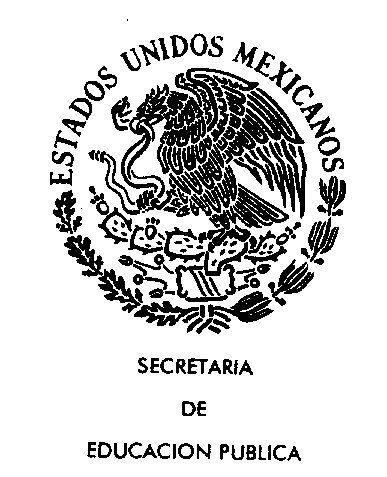 ESTADOS UNIDOS MEXICANOS
SECRETARIA
DE
EDUCACION PUBLICA